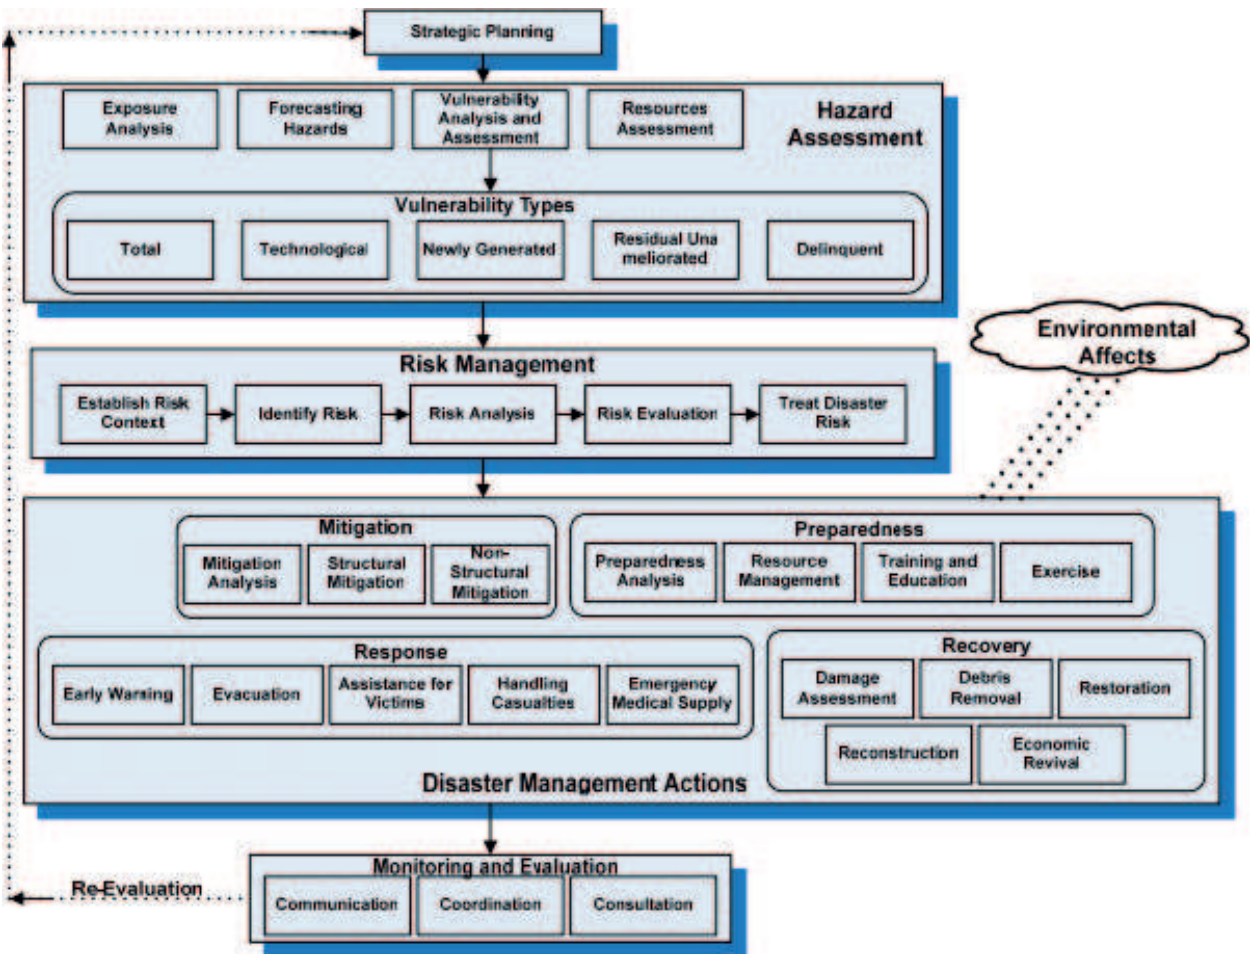 Strategic Planning
Exposure
Analysis
Forecasting
Hazards
Vulnerability
Analysis and
Assessment
Resources
Assessment
Hazard
Assessment
Vulnerability Types
Total
Technological
Newly Generated
Residual Una
meliorated
Delinquent
Environmental
Affects
Risk Management
Establish Risk
Context
Identify Risk
Risk Analysis
Risk Evaluation
Treat Disaster
Risk
Mitigation
Mitigation
Analysis
Structural
Mitigation
Non-
Structural
Mitigation
Preparedness
Preparedness
Analysis
Resource
Management
Training and
Education
Exercise
Response
Early Warning
Evacuation
Assistance for
Victims
Handling
Casualties
Emergency
Medical Supply
Recovery
Damage
Assessment
Debris
Removal
Restoration
Reconstruction
Economic
Revival
Disaster Management Actions
Monitoring and Evaluation
Communication
Coordination
Consultation
Re-Evaluation